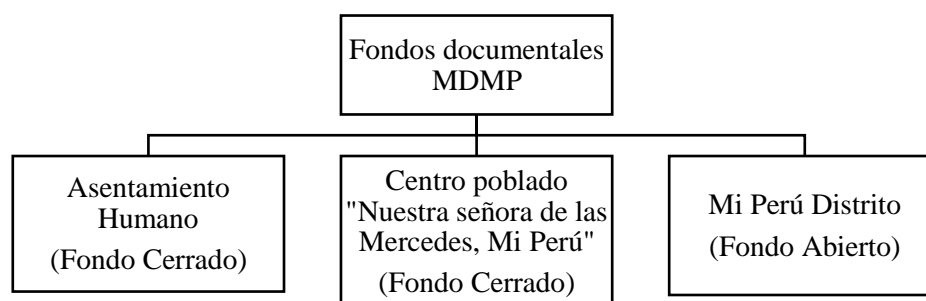 Fondos documentales
MDMP
Asentamiento
Humano
(Fondo Cerrado)
Centro poblado
"Nuestra señora de las
Mercedes, Mi Perú"
(Fondo Cerrado)
Mi Perú Distrito
(Fondo Abierto)